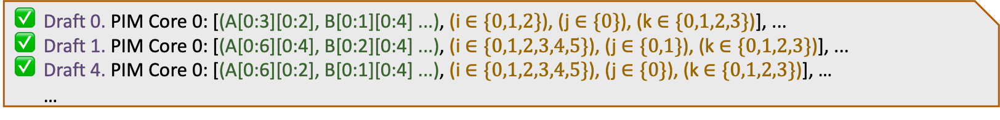 ✅ Draft 0. PIM Core 0: [(A[0:3][0:2], B[0:1][0:4] ...), (i ∈ {0,1,2}), (j ∈ {0}), (k ∈ {0,1,2,3})], ...
✅ Draft 1. PIM Core 0: [(A[0:6][0:4], B[0:2][0:4] ...), (i ∈ {0,1,2,3,4,5}), (j ∈ {0,1}), (k ∈ {0,1,2,3})], ...
✅ Draft 4. PIM Core 0: [(A[0:6][0:2], B[0:1][0:4] ...), (i ∈ {0,1,2,3,4,5}), (j ∈ {0}), (k ∈ {0,1,2,3})], ...
...